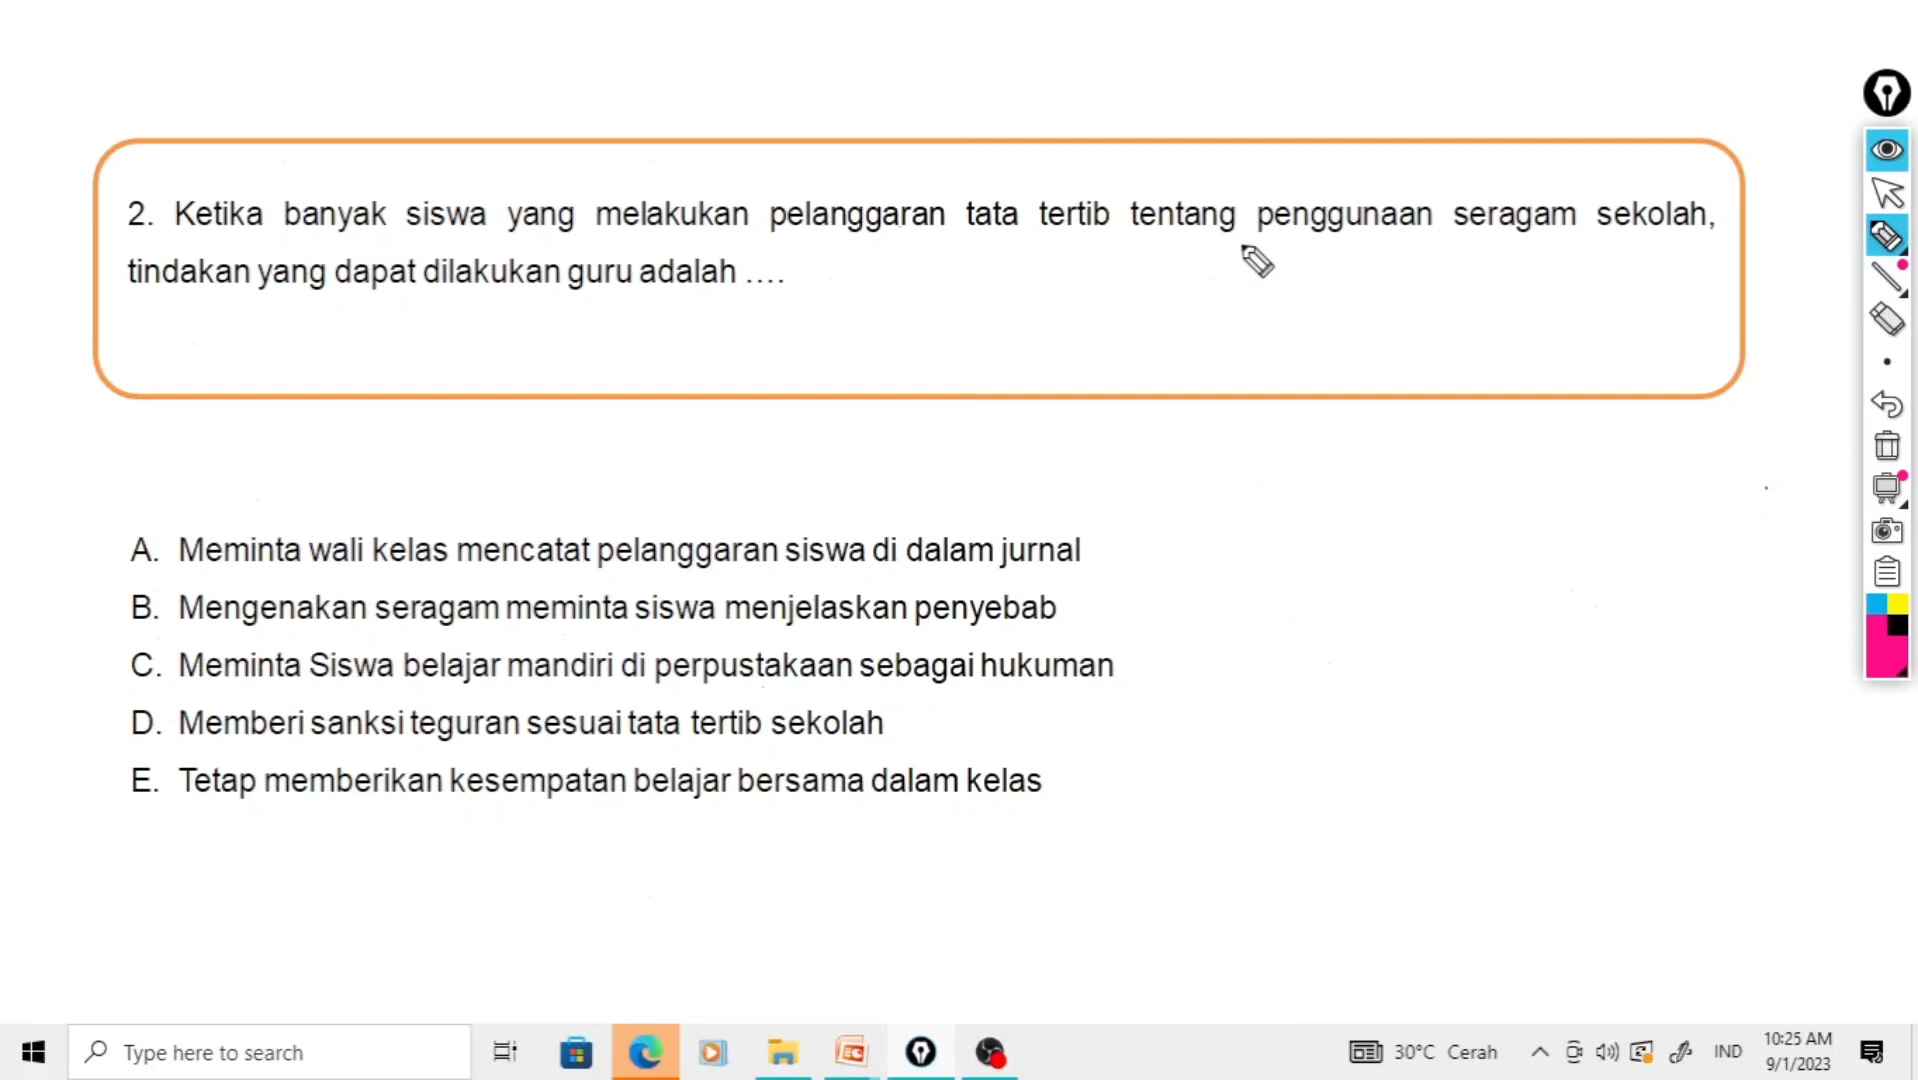 2. Ketika banyak siswa yang melakukan pelanggaran tata tertib tentang penggunaan seragam sekolah,
tindakan yang dapat dilakukan guru adalah ....
A. Meminta wali kelas mencatat pelanggaran siswa di dalam jurnal
B. Mengenakan seragam meminta siswa menjelaskan penyebab
C. Meminta Siswa belajar mandiri di perpustakaan sebagai hukuman
D. Memberi sanksi teguran sesuai tata tertib sekolah
E. Tetap memberikan kesempatan belajar bersama dalam kelas
Type here to search
30°C Cerah
IND
10:25 AM
9/1/2023